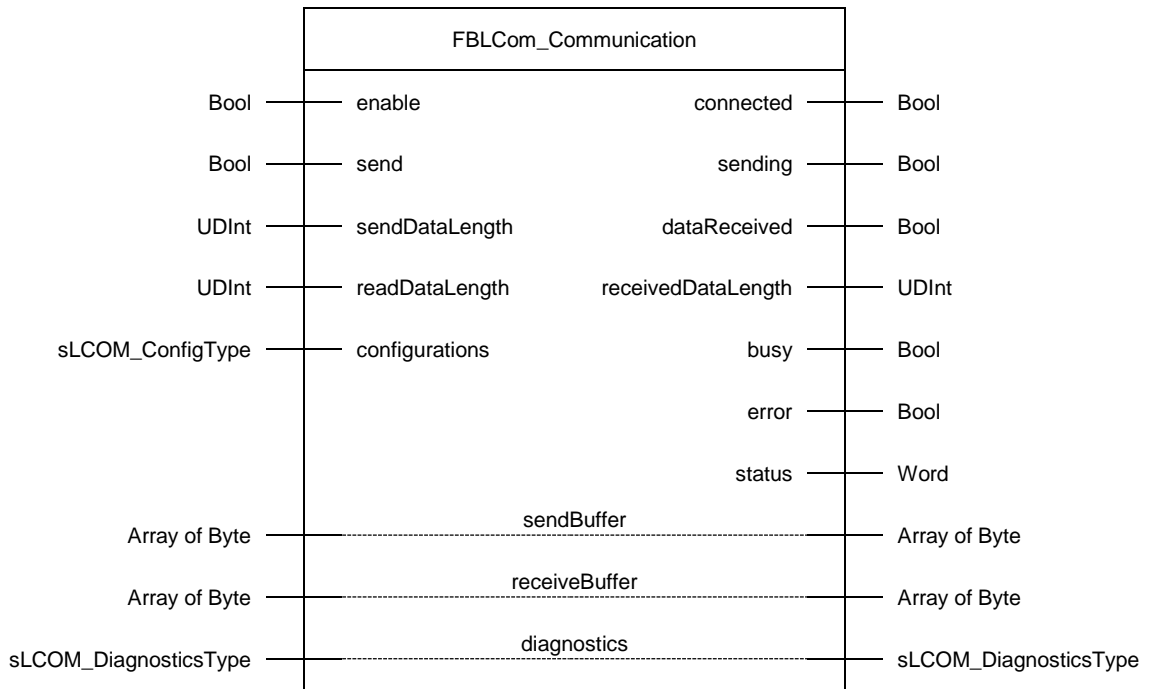 FBLCom_Communication
Bool enable connected Bool
Bool send sending Bool
UDInt sendDataLength dataReceived Bool
UDInt readDataLength receivedDataLength UDInt
sLCOM_ConfigType configurations busy Bool
error Bool
status Word
Array of Byte sendBuffer Array of Byte
Array of Byte receiveBuffer Array of Byte
sLCOM_DiagnosticsType diagnostics sLCOM_DiagnosticsType